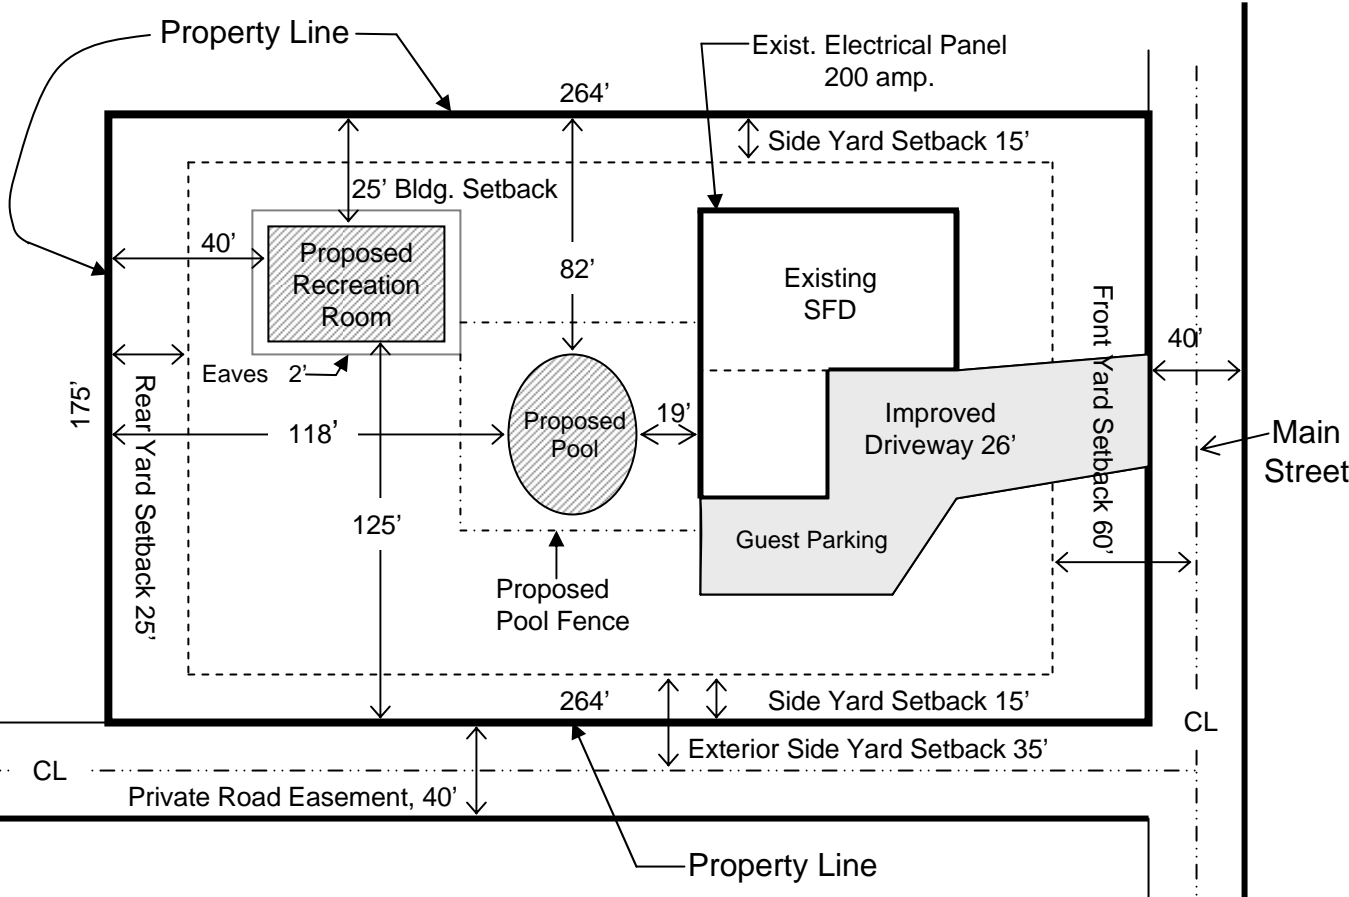 Property Line
Exist. Electrical Panel
200 amp.
264’
Side Yard Setback 15’
25’ Bldg. Setback
40’
Proposed
Recreation
Room
82’
Existing
SFD
Front Yard Setback 60’
40’
Eaves 2’
175’
Rear Yard Setback 25’
118’
Proposed
Pool
19’
Improved
Driveway 26’
Main
Street
125’
Guest Parking
Proposed
Pool Fence
264’
Side Yard Setback 15’
CL
Exterior Side Yard Setback 35’
CL
Private Road Easement, 40’
Property Line